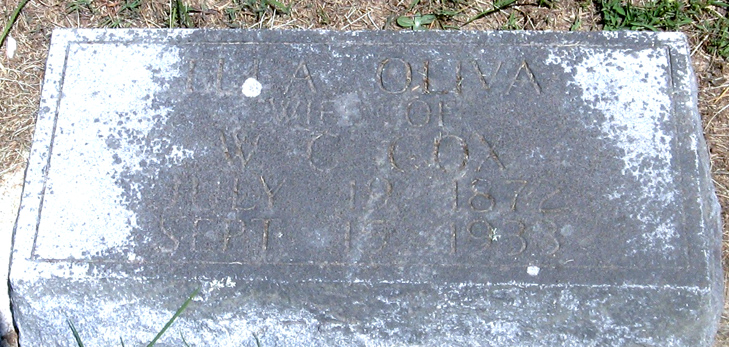 ELLA OLIVA
WIFE OF
W. C. COX
JULY 19 1872
SEPT. 17 1933